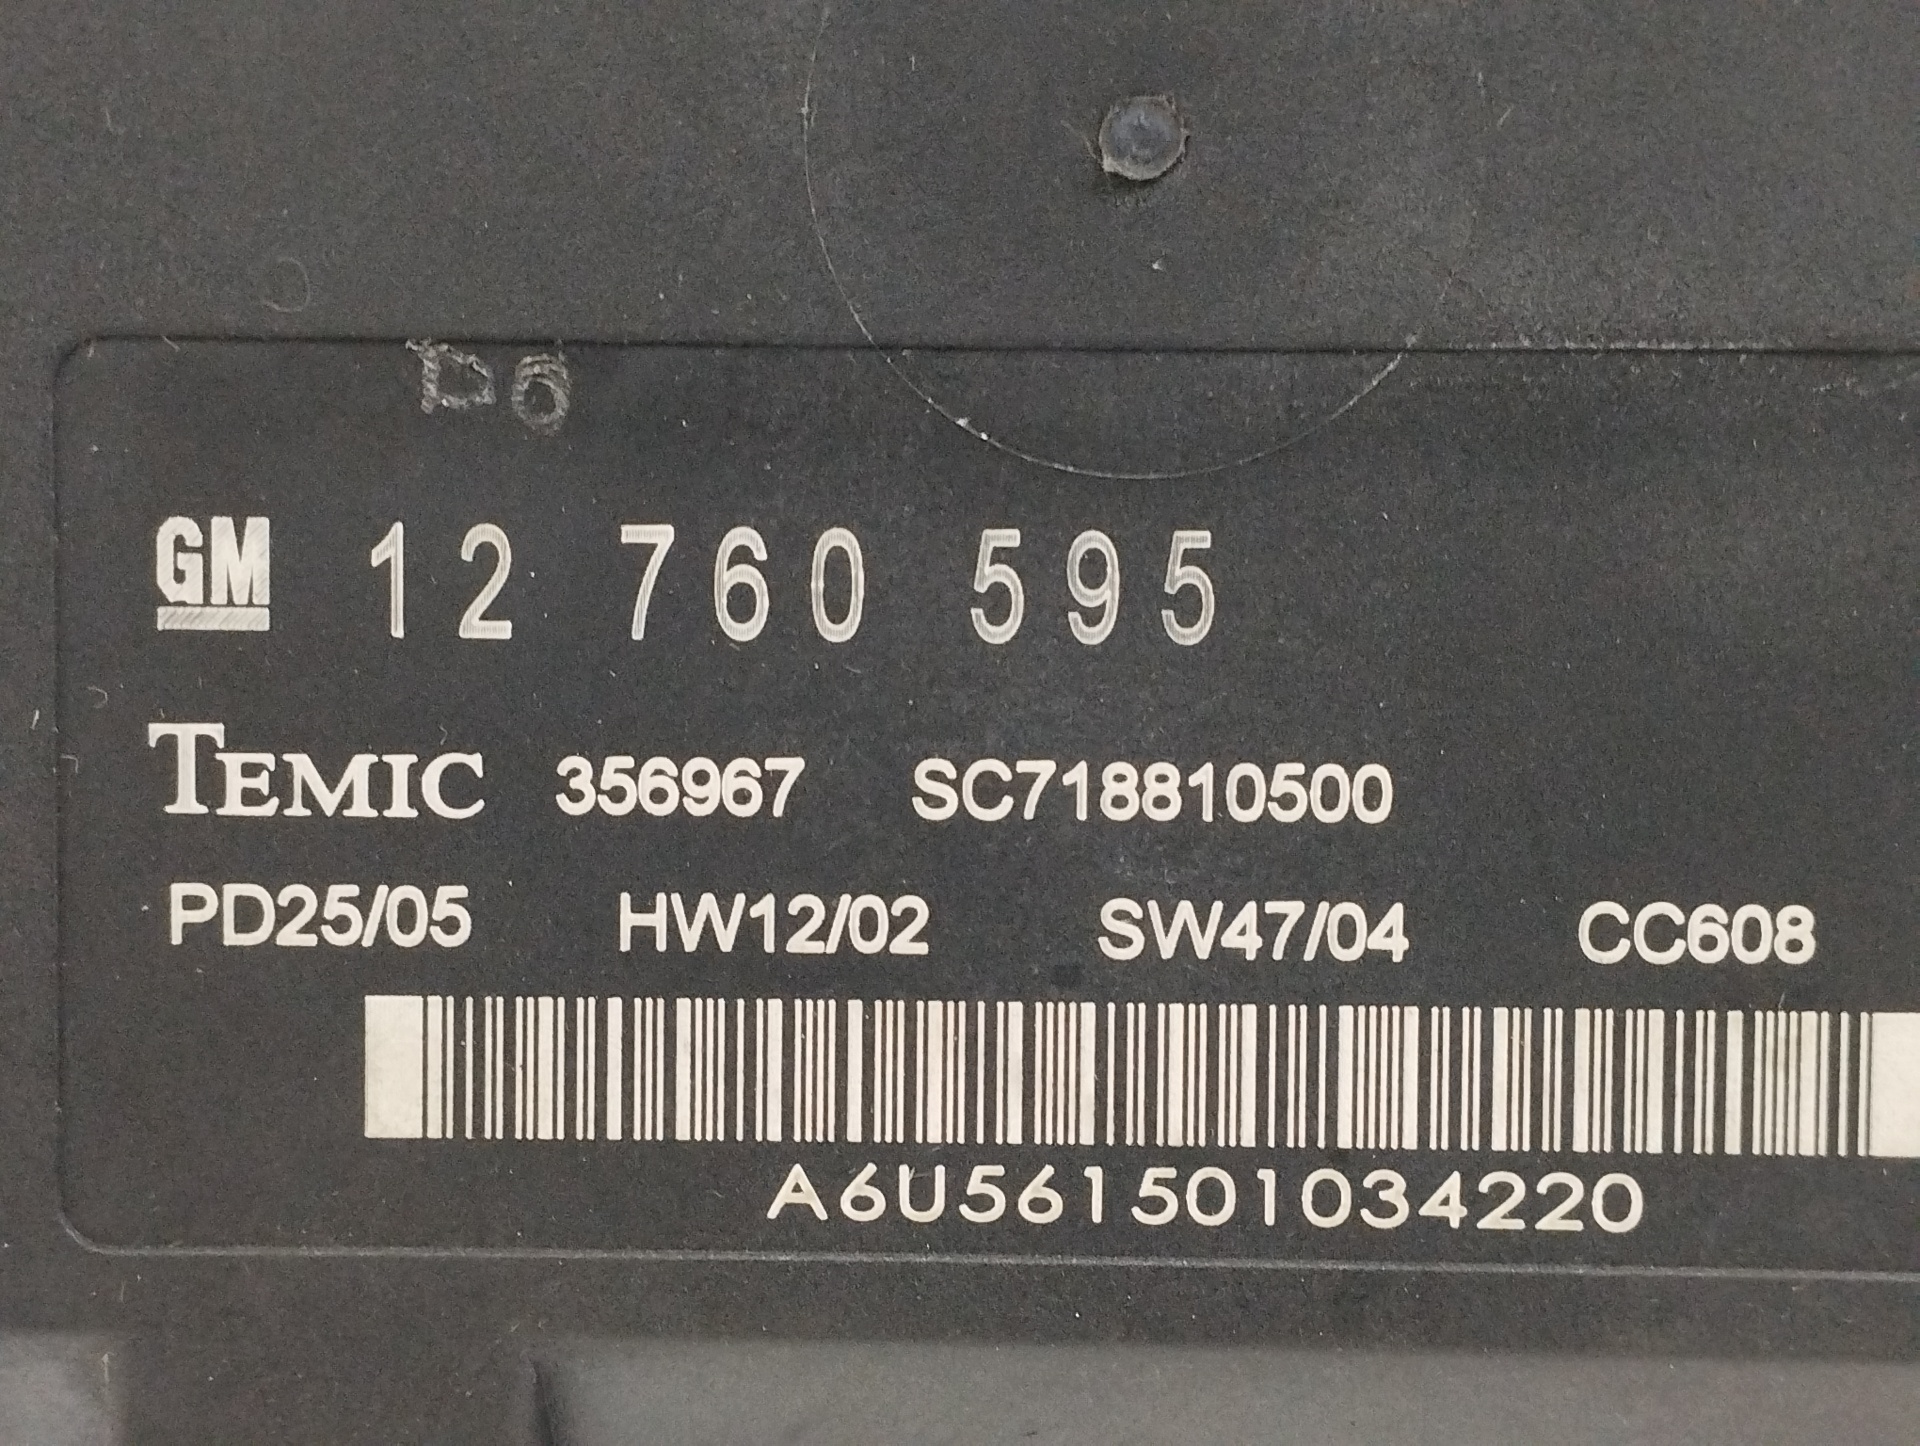 D6
GM 12 760 595
TEMIC 356967 SC718810500
PD25/05 HW12/02 SW47/04 CC608
A6U561501034220